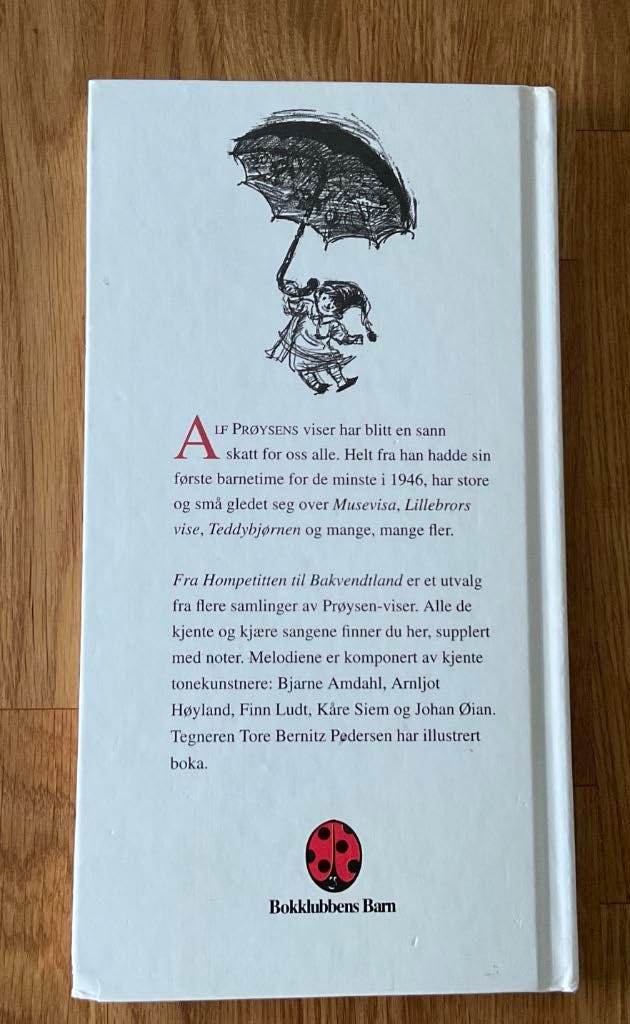 ALF PRØYSENS viser har blitt en sann
skatt for oss alle. Helt fra han hadde sin
første barnetime for de minste i 1946, har store
og små gledet seg over Musevisa, Lillebrors
vise, Teddybjørnen og mange, mange fler.
Fra Hompetitten til Bakvendtland er et utvalg
fra flere samlinger av Prøysen-viser. Alle de
kjente og kjære sangene finner du her, supplert
med noter. Melodiene er komponert av kjente
tonekunstnere: Bjarne Amdahl, Arnljot
Høyland, Finn Ludt, Kåre Siem og Johan Øian.
Tegneren Tore Bernitz Pedersen har illustrert
boka.
Bokklubbens Barn